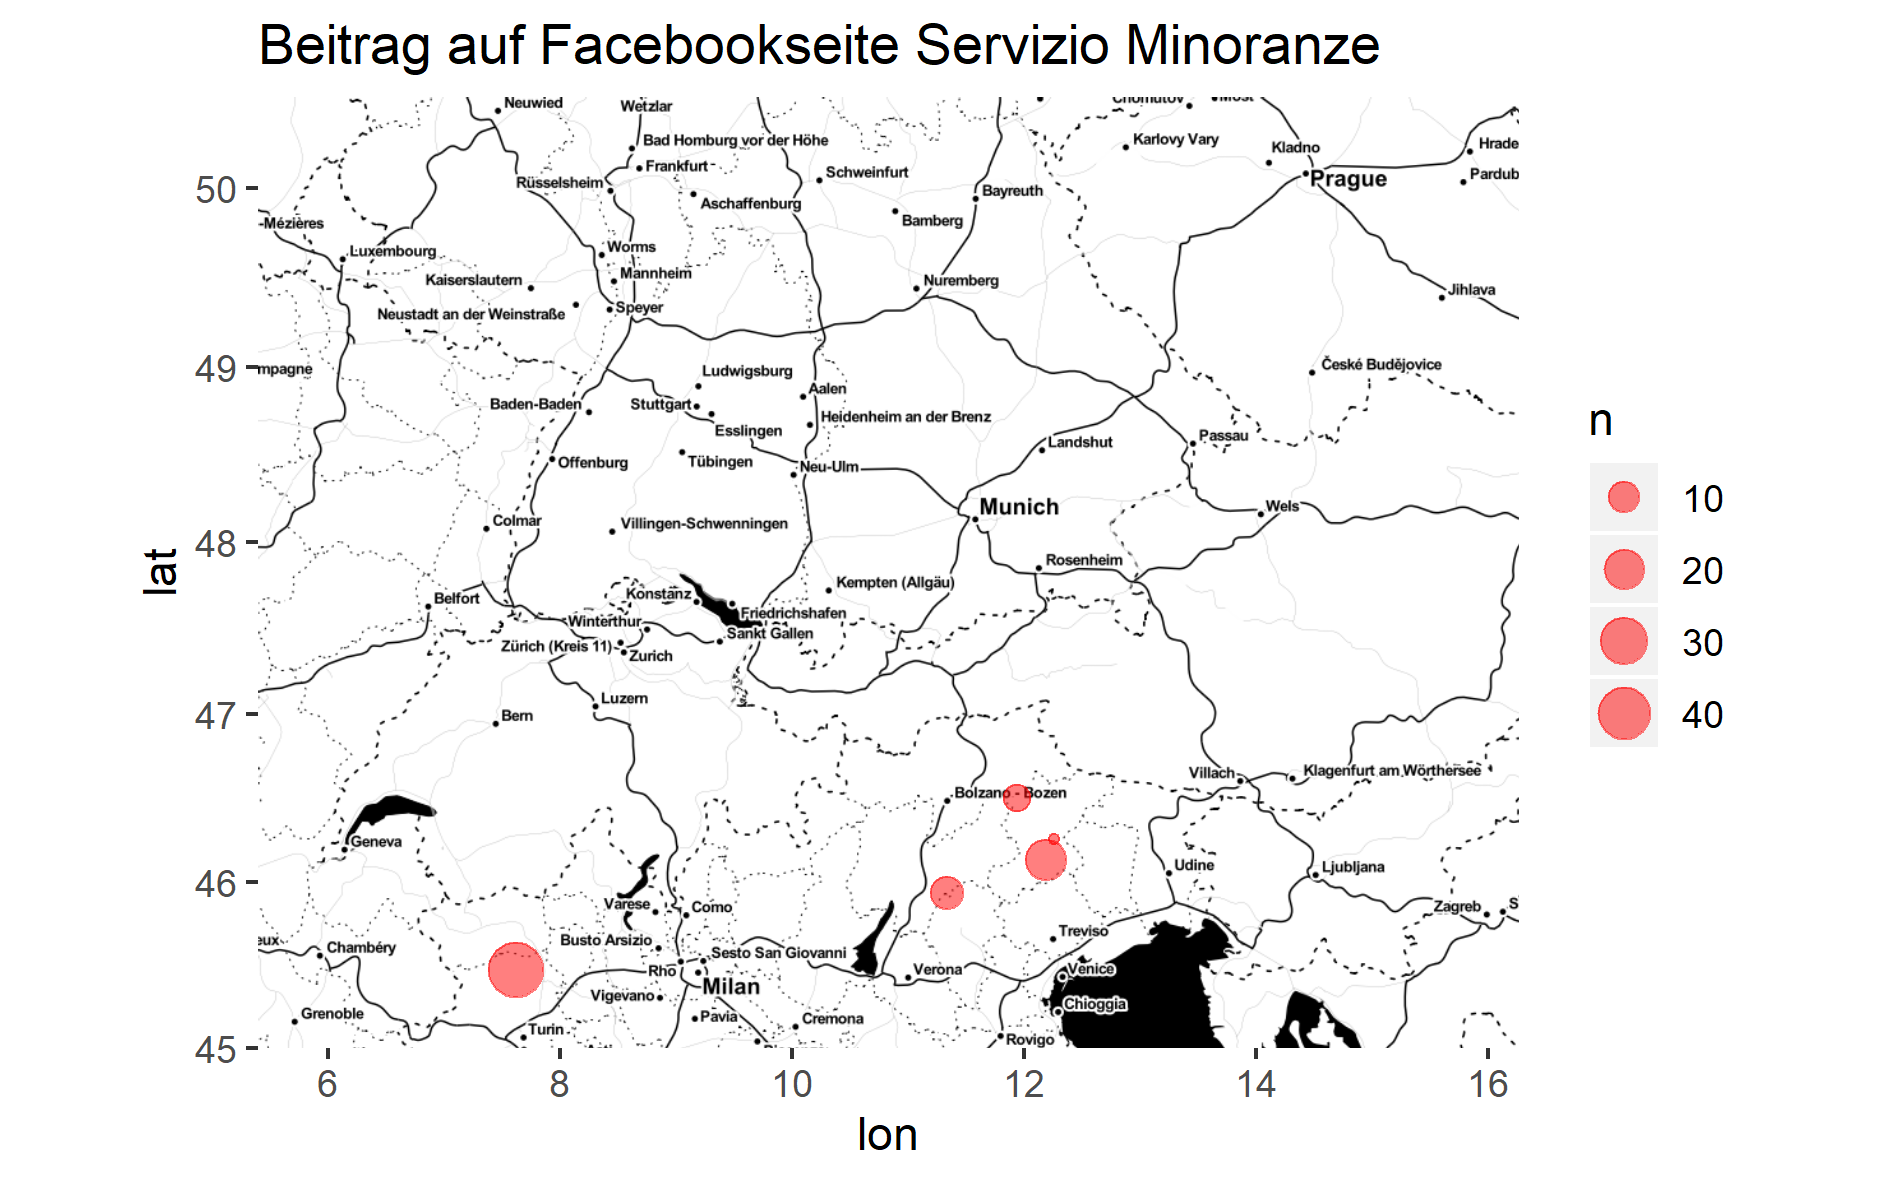 Beitrag auf Facebookseite Servizio Minoranze
Neuwied
Wetzlar
Chomutov
Most
Bad Homburg vor der Höhe
Karlovy Vary
Kladno
Hrade
Frankfurt
Schweinfurt
Prague
Pardub
Rüsselsheim
Bayreuth
50
Aschaffenburg
Bamberg
-Mézières
Luxembourg
Worms
Mannheim
Kaiserslautern
Nuremberg
Jihlava
Neustadt an der Weinstraße
Speyer
49
mpagne
Ludwigsburg
České Budějovice
Aalen
Baden-Baden
Stuttgart
Heidenheim an der Brenz
Esslingen
Passau
Landshut
Offenburg
Tübingen
Neu-Ulm
Munich
Wels
Colmar
Villingen-Schwenningen
48
Rosenheim
Kempten (Allgäu)
Konstanz
Belfort
Friedrichshafen
Winterthur
Sankt Gallen
Zürich (Kreis 11)
Zurich
Luzern
47
Bern
Villach
Klagenfurt am Wörthersee
Bolzano - Bozen
Geneva
Udine
Ljubljana
46
Varese
Como
Zagreb
S
Treviso
eux
Chambéry
Busto Arsizio
Sesto San Giovanni
Rho
Verona
Venice
Milan
Vigevano
Chioggia
Grenoble
Pavia
Cremona
Turin
Rovigo
45
6
8
10
12
14
16
lon
lat
n
10
20
30
40